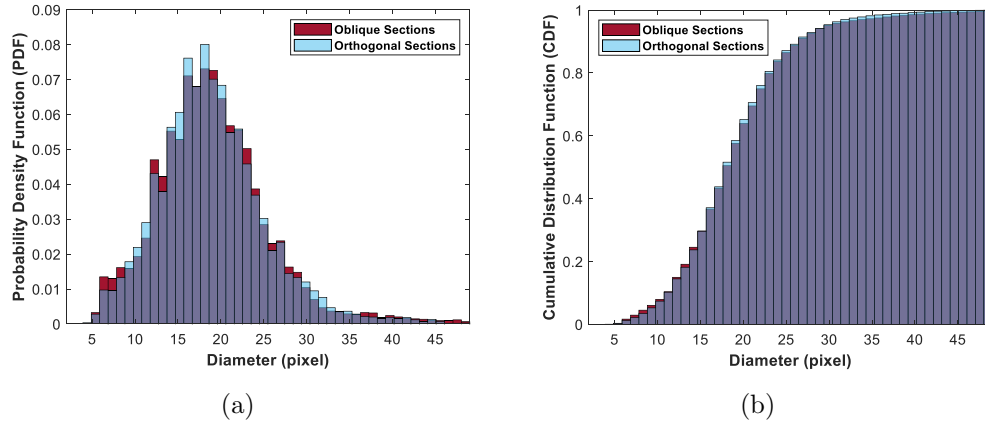 0.09
0.08
0.07
0.06
0.05
0.04
0.03
0.02
0.01
0
Probability Density Function (PDF)
Oblique Sections
Orthogonal Sections
5 10 15 20 25 30 35 40 45
Diameter (pixel)
(a)
1
0.8
0.6
0.4
0.2
0
Cumulative Distribution Function (CDF)
Oblique Sections
Orthogonal Sections
5 10 15 20 25 30 35 40 45
Diameter (pixel)
(b)